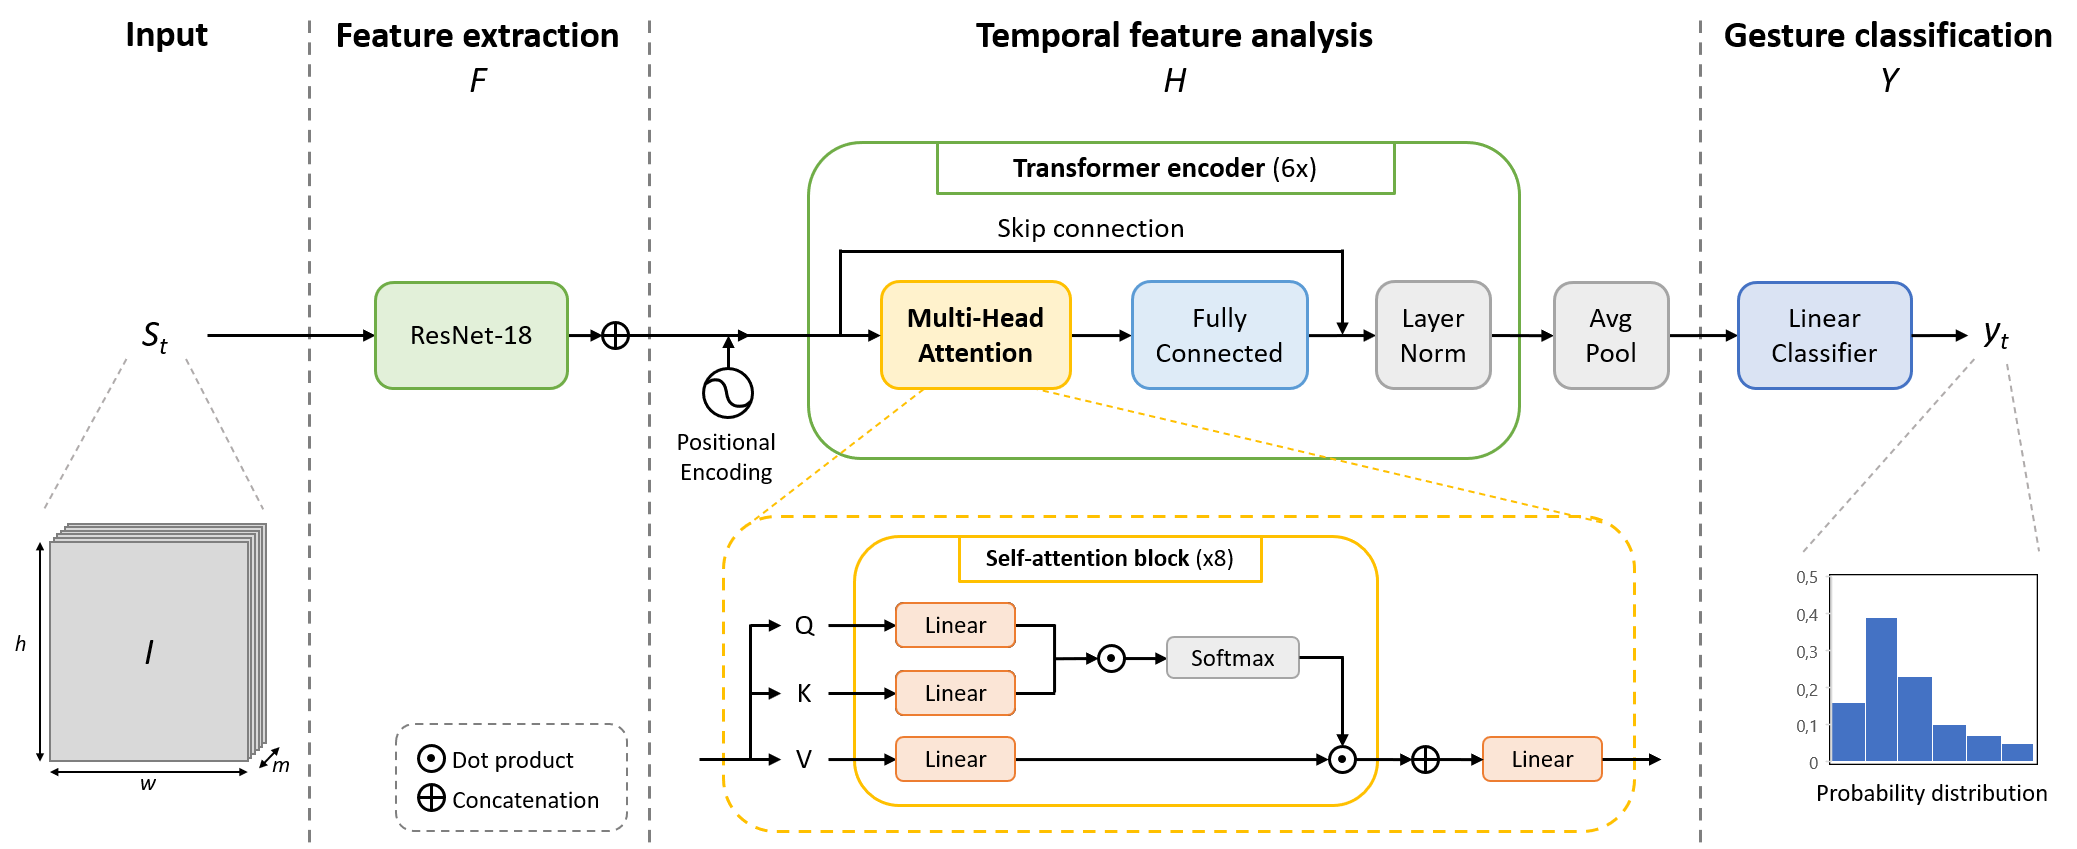 Input
Feature extraction
F
Temporal feature analysis
H
Gesture classification
Y
Transformer encoder (6x)
Skip connection
S_t
ResNet-18
Multi-Head
Attention
Fully
Connected
Layer
Norm
Avg
Pool
Linear
Classifier
y_t
Positional
Encoding
Self-attention block (x8)
Q
Linear
K
Linear
V
Linear
Softmax
Linear
h
I
w
m
Dot product
Concatenation
0,5
0,4
0,3
0,2
0,1
0
Probability distribution